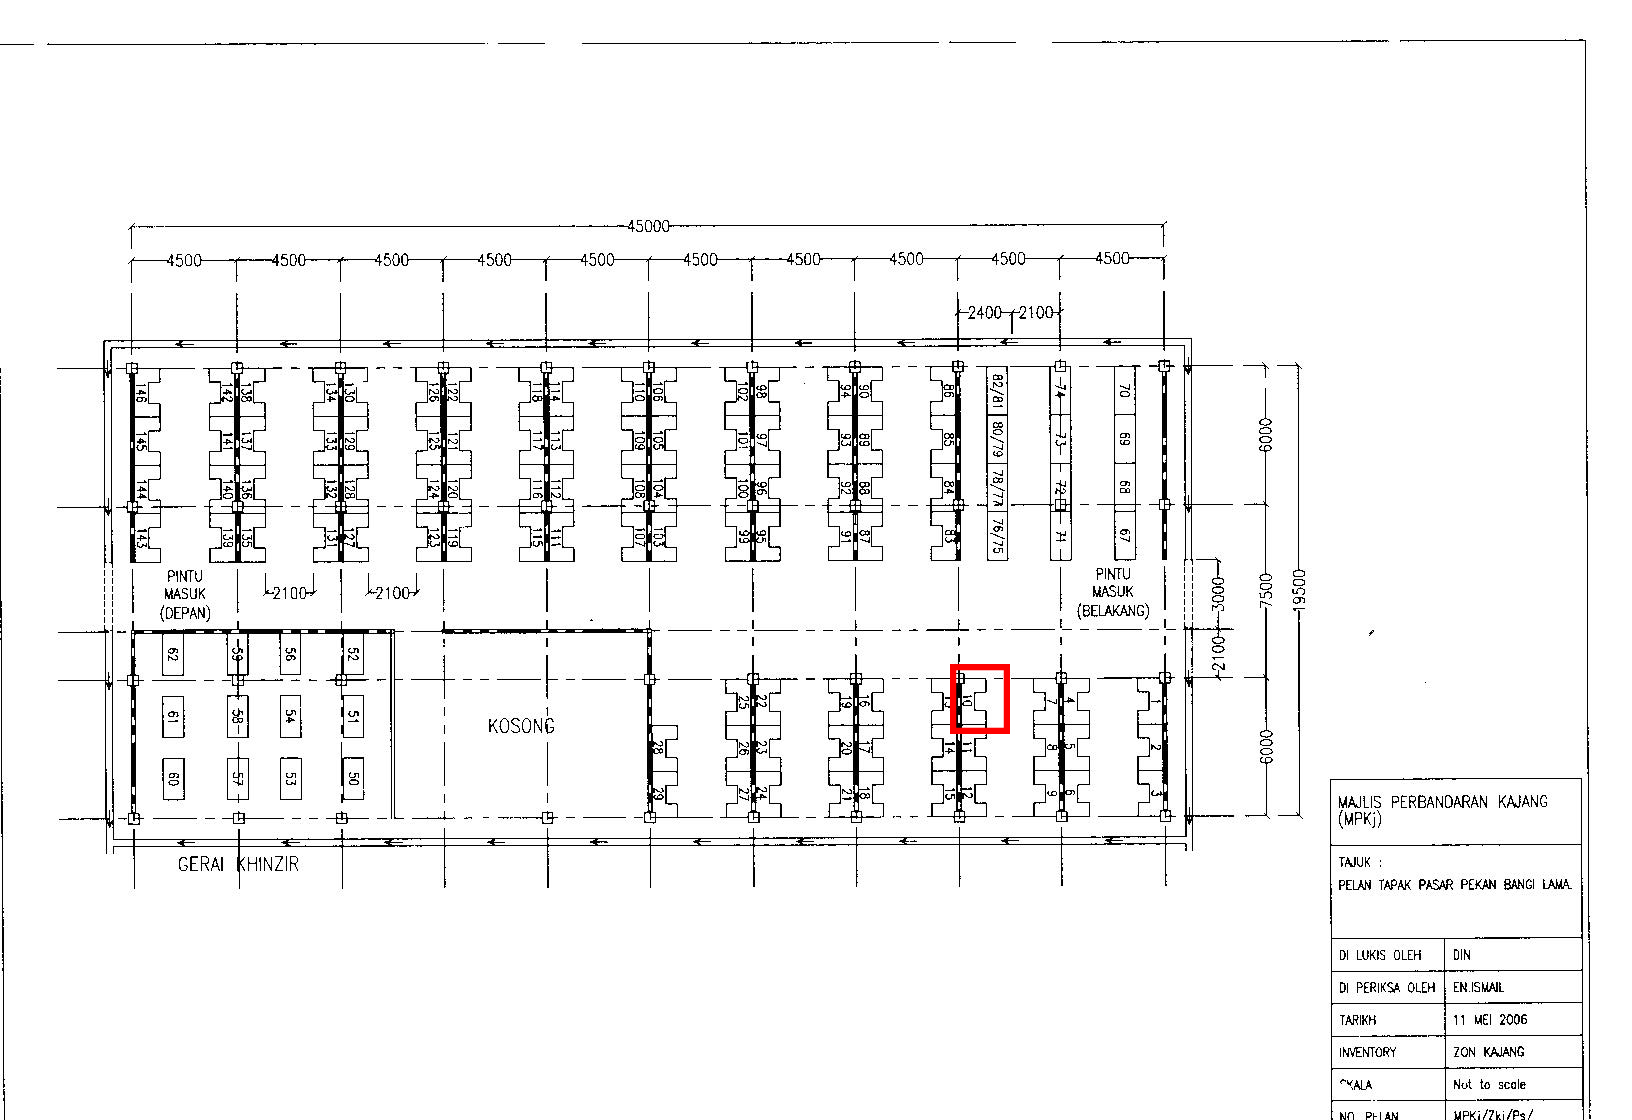 45000
4500 4500 4500 4500 4500 4500 4500 4500 4500 4500
2400 2100
146 142 138 134 130 126 122 118 114 110 106 102 98 94 90 86 82/81 74 70
145 141 137 133 129 125 121 117 113 109 105 101 97 93 89 85 80/79 73 69
144 140 136 132 128 124 120 116 112 108 104 100 96 92 88 84 78/77 72 68
143 139 135 131 127 123 119 115 111 107 103 99 95 91 87 83 76/75 71 67
6000
7500
19500
3000
2100
6000
PINTU
MASUK
(DEPAN)
2100 2100
PINTU
MASUK
(BELAKANG)
62 59 56 52
61 58 54 51
60 57 53 50
KOSONG
25 22 19 16 13 10 7 4 1
28 26 23 20 17 14 11 8 5 2
29 27 24 21 18 15 12 9 6 3
GERAI KHINZIR
MAJLIS PERBANDARAN KAJANG
(MPKj)
TAJUK :
PELAN TAPAK PASAR PEKAN BANGI LAMA.
DI LUKIS OLEH DIN
DI PERIKSA OLEH EN.ISMAIL
TARIKH 11 MEI 2006
INVENTORY ZON KAJANG
SKALA Not to scale
NO. PELAN MPKj/Zkj/Ps/